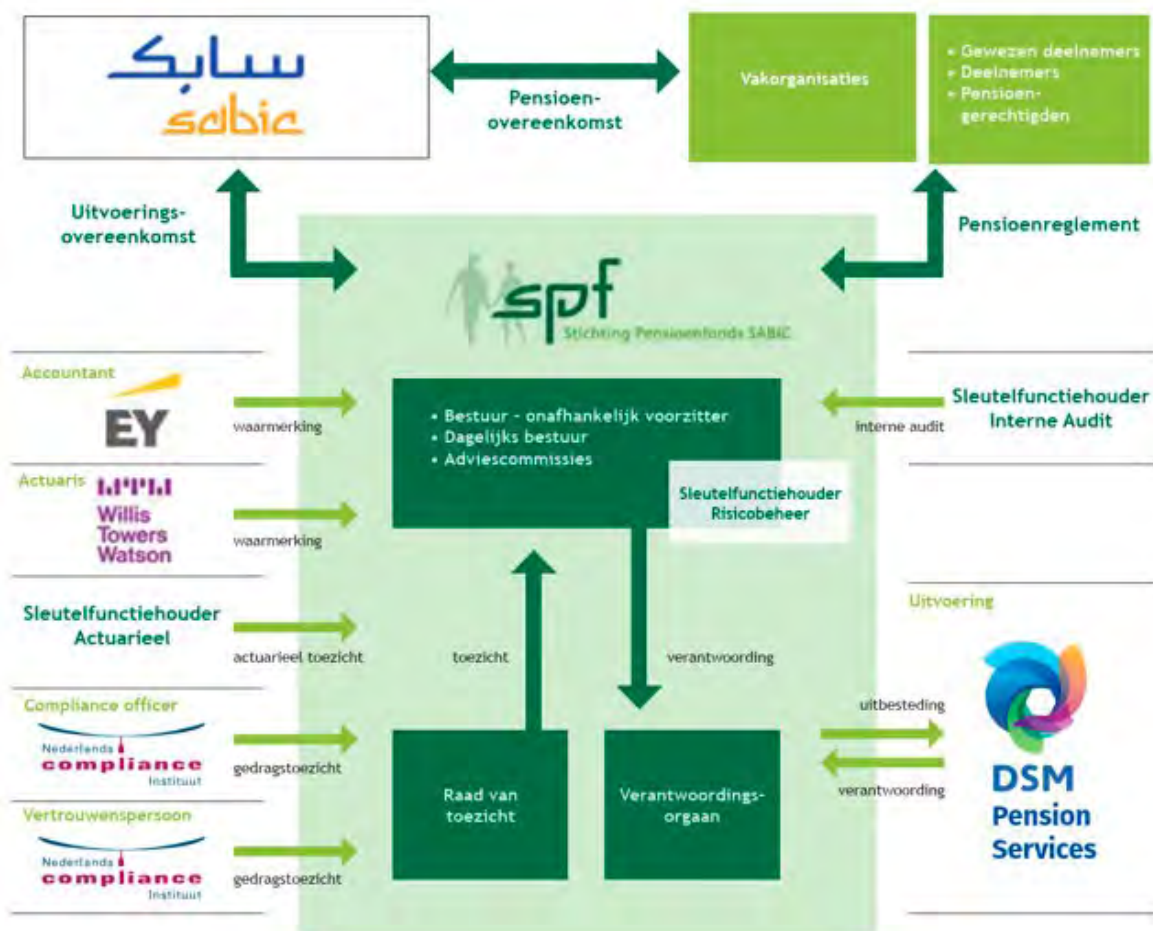 سابك
sabic
Pensioen-
overeenkomst
Vakorganisaties
• Gewezen deelnemers
• Deelnemers
• Pensioen-
gerechtigden
Uitvoerings-
overeenkomst
Pensioenreglement
spf
Stichting Pensioenfonds SABIC
Accountant
EY
waarmerking
• Bestuur - onafhankelijk voorzitter
• Dagelijks bestuur
• Adviescommissies
interne audit
Sleutelfunctiehouder
Interne Audit
Actuaris
Willis
Towers
Watson
waarmerking
Sleutelfunctiehouder
Risicobeheer
Sleutelfunctiehouder
Actuarieel
actuarieel toezicht
toezicht
verantwoording
Uitvoering
Compliance officer
Nederlands
compliance
Instituut
gedragstoezicht
Raad van
toezicht
Verantwoordings-
orgaan
uitbesteding
verantwoording
DSM
Pension
Services
Vertrouwenspersoon
Nederlands
compliance
Instituut
gedragstoezicht